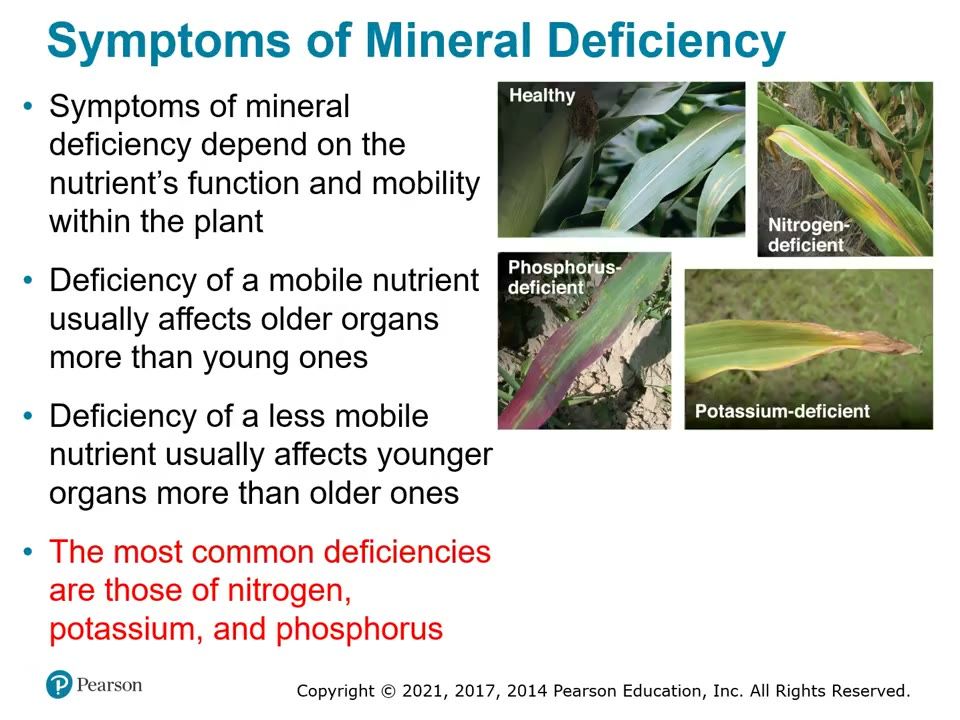 Symptoms of Mineral Deficiency
• Symptoms of mineral
deficiency depend on the
nutrient’s function and mobility
within the plant
• Deficiency of a mobile nutrient
usually affects older organs
more than young ones
• Deficiency of a less mobile
nutrient usually affects younger
organs more than older ones
• The most common deficiencies
are those of nitrogen,
potassium, and phosphorus
Healthy
Nitrogen-
deficient
Phosphorus-
deficient
Potassium-deficient
P Pearson
Copyright © 2021, 2017, 2014 Pearson Education, Inc. All Rights Reserved.